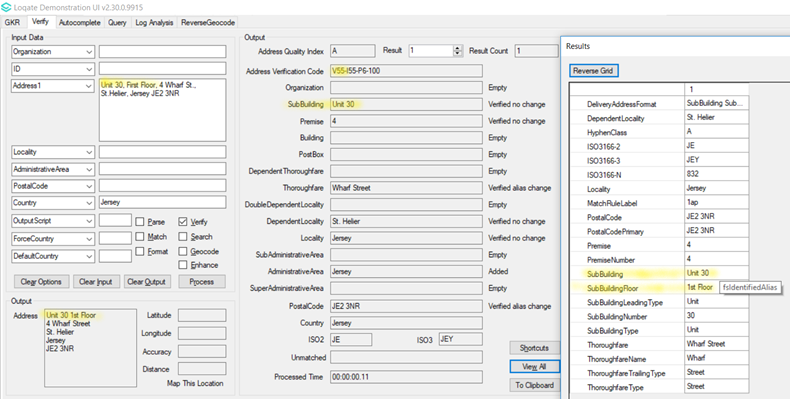 Loqate Demonstration UI v2.30.0.9915
GKR Verify Autocomplete Query Log Analysis ReverseGeocode
Input Data
Organization
ID
Address1
Unit 30, First Floor, 4 Wharf St.,
St.Helier, Jersey JE2 3NR
Locality
AdministrativeArea
PostalCode
Country Jersey
OutputScript Parse Verify
ForceCountry Match Search
DefaultCountry Format Geocode
Enhance
Clear Options Clear Input Clear Output Process
Output
Address
Unit 30 1st Floor
4 Wharf Street
St. Helier
Jersey
JE2 3NR
Latitude
Longitude
Accuracy
Distance
Map This Location
Output
Address Quality Index A Result 1 Result Count 1
Address Verification Code V55-I55-P6-100
Organization Empty
SubBuilding Unit 30 Verified no change
Premise 4 Verified no change
Building Empty
PostBox Empty
DependentThoroughfare Empty
Thoroughfare Wharf Street Verified alias change
DoubleDependentLocality Empty
DependentLocality St. Helier Verified no change
Locality Jersey Verified no change
SubAdministrativeArea Empty
AdministrativeArea Jersey Added
SuperAdministrativeArea Empty
PostalCode JE2 3NR Verified alias change
Country Jersey
ISO2 JE ISO3 JEY
Unmatched
Processed Time 00:00:00.11
Shortcuts
View All
To Clipboard
Results
Reverse Grid
1
DeliveryAddressFormat SubBuilding Sub...
DependentLocality St. Helier
HyphenClass A
ISO3166-2 JE
ISO3166-3 JEY
ISO3166-N 832
Locality Jersey
MatchRuleLabel 1ap
PostalCode JE2 3NR
PostalCodePrimary JE2 3NR
Premise 4
PremiseNumber 4
SubBuilding Unit 30
SubBuildingFloor 1st Floor fsIdentifiedAlias
SubBuildingLeadingType Unit
SubBuildingNumber 30
SubBuildingType Unit
Thoroughfare Wharf Street
ThoroughfareName Wharf
ThoroughfareTrailingType Street
ThoroughfareType Street